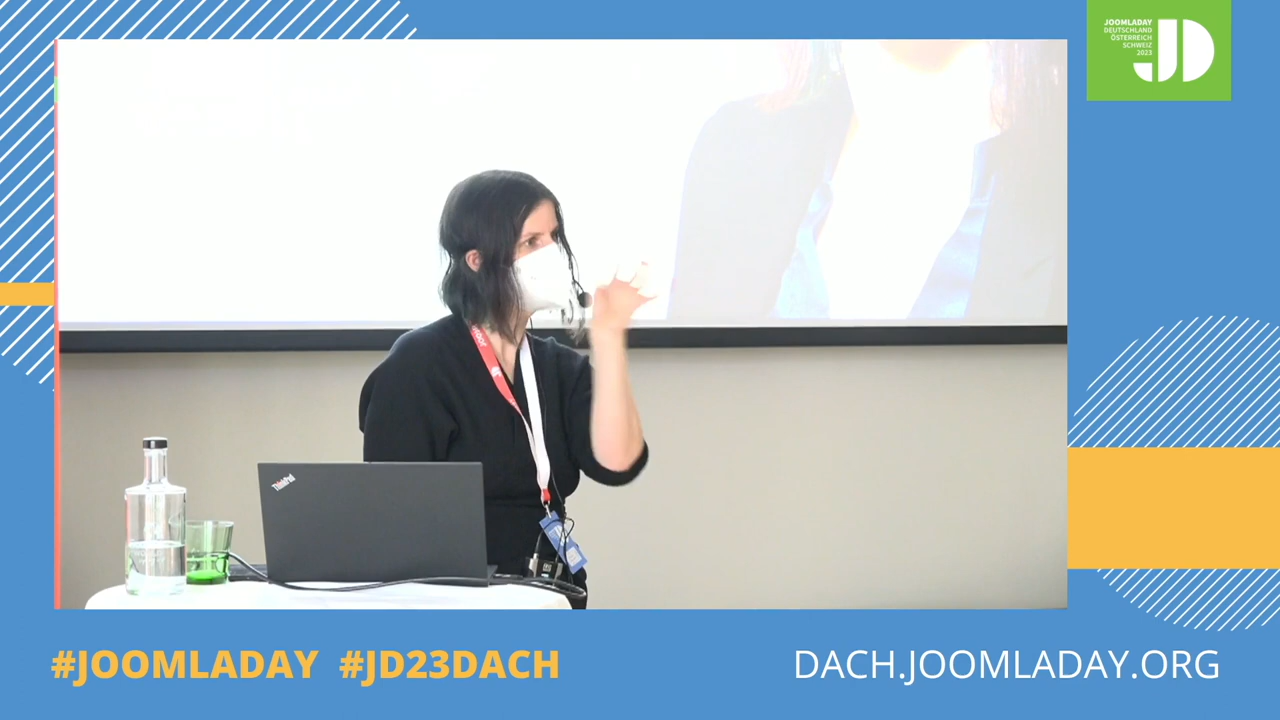 JOOMLADAY
DEUTSCHLAND
ÖSTERREICH
SCHWEIZ
2023
JD
ThinkPad
#JOOMLADAY #JD23DACH
DACH.JOOMLADAY.ORG